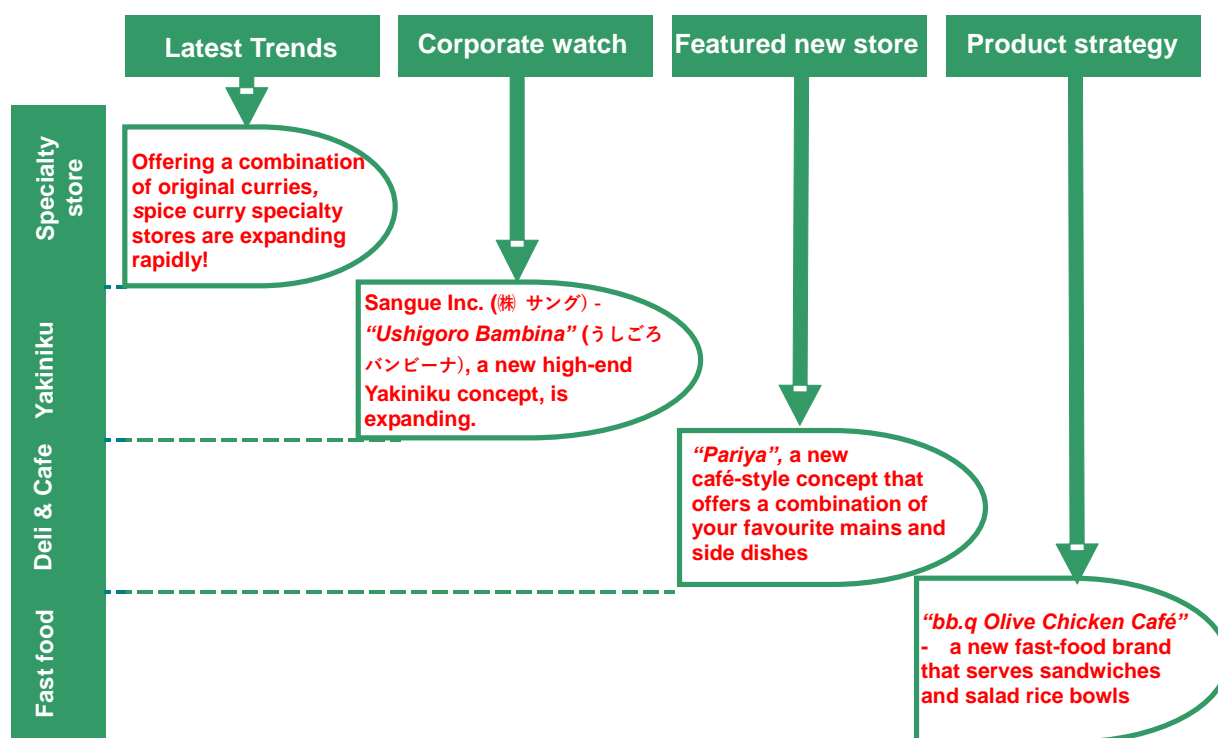 Latest Trends
Corporate watch
Featured new store
Product strategy
Specialty
store
Offering a combination
of original curries,
spice curry specialty
stores are expanding
rapidly!
Yakiniku
Sangue Inc. (㈱ サング) -
“Ushigoro Bambina” (うしごろ
バンビーナ), a new high-end
Yakiniku concept, is
expanding.
Deli & Cafe
“Pariya”, a new
café-style concept that
offers a combination of
your favourite mains and
side dishes
Fast food
“bb.q Olive Chicken Café”
- a new fast-food brand
that serves sandwiches
and salad rice bowls